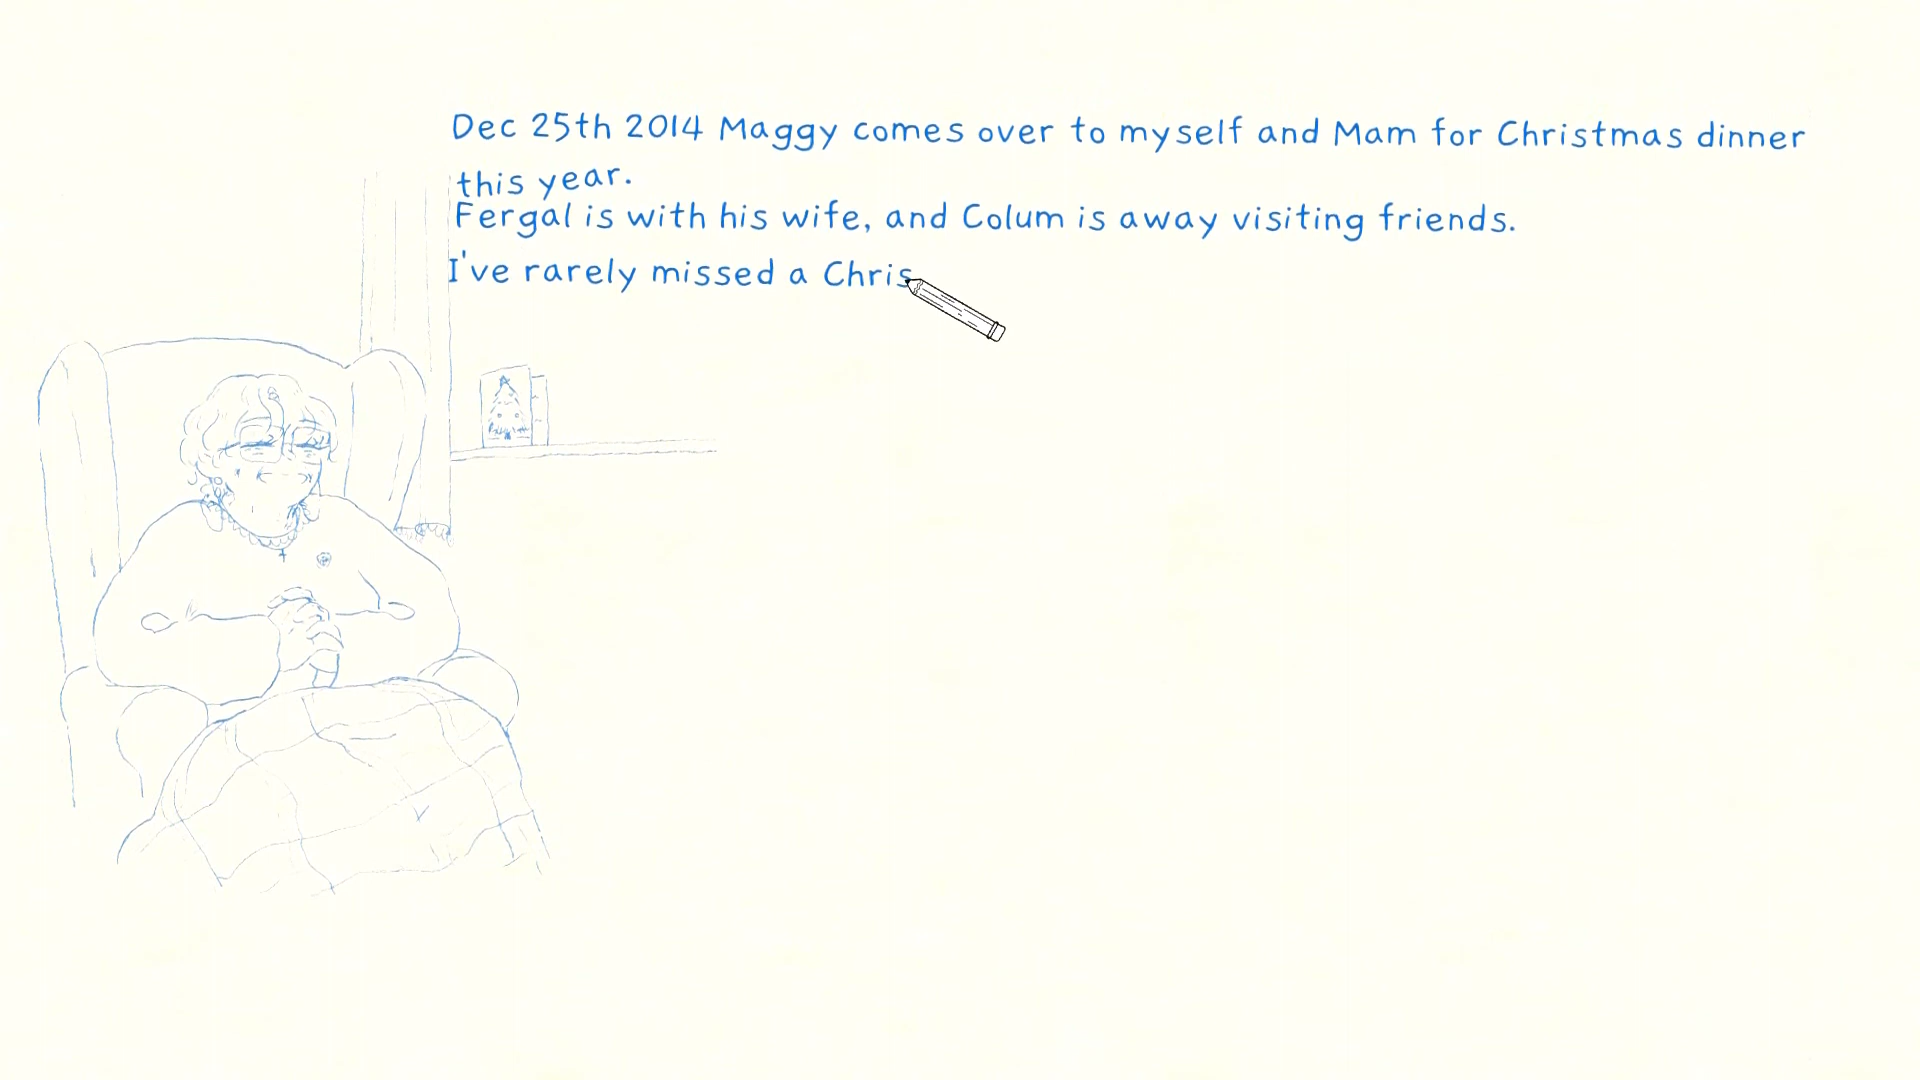 Dec 25th 2014 Maggy comes over to myself and Mam for Christmas dinner
this year.
Fergal is with his wife, and Colum is away visiting friends.
I've rarely missed a Chris